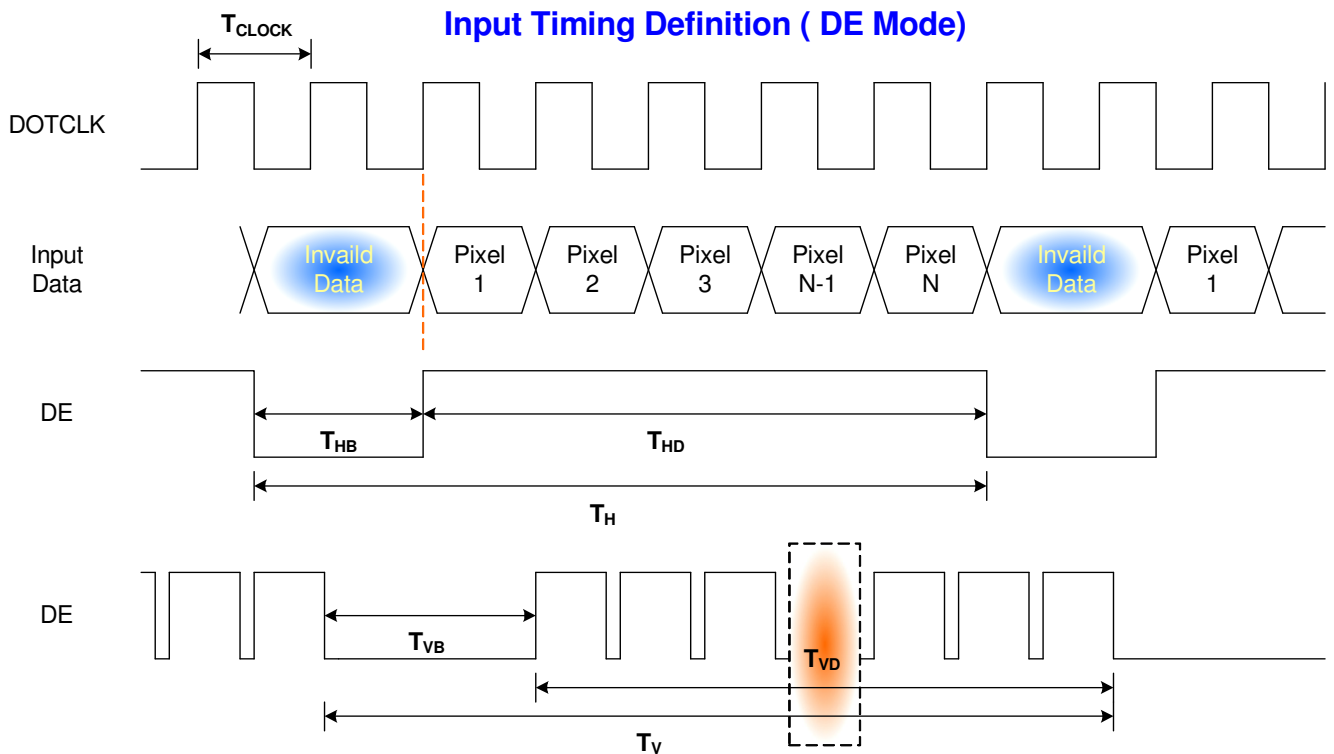 Input Timing Definition ( DE Mode)
TCLOCK
DOTCLK
Input
Data
Invaild
Data
Pixel
1
Pixel
2
Pixel
3
Pixel
N-1
Pixel
N
Invaild
Data
Pixel
1
DE
THB
THD
TH
DE
TVB
TVD
TV